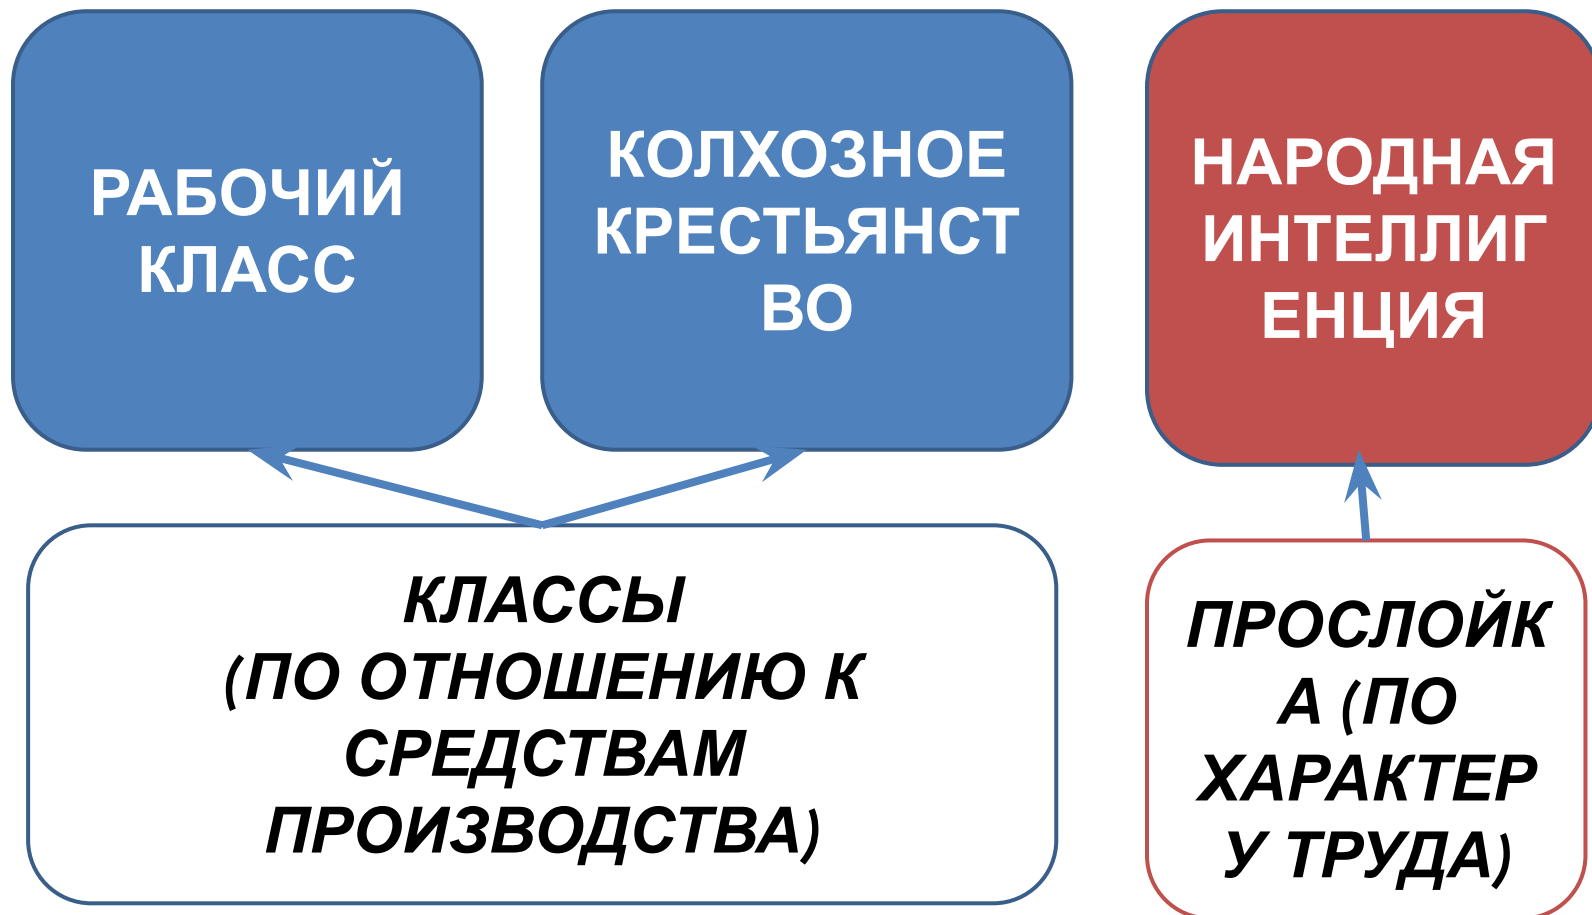 РАБОЧИЙ
КЛАСС
КОЛХОЗНОЕ
КРЕСТЬЯНСТ
ВО
НАРОДНАЯ
ИНТЕЛЛИГ
ЕНЦИЯ
КЛАССЫ
(ПО ОТНОШЕНИЮ К
СРЕДСТВАМ
ПРОИЗВОДСТВА)
ПРОСЛОЙК
А (ПО
ХАРАКТЕР
У ТРУДА)